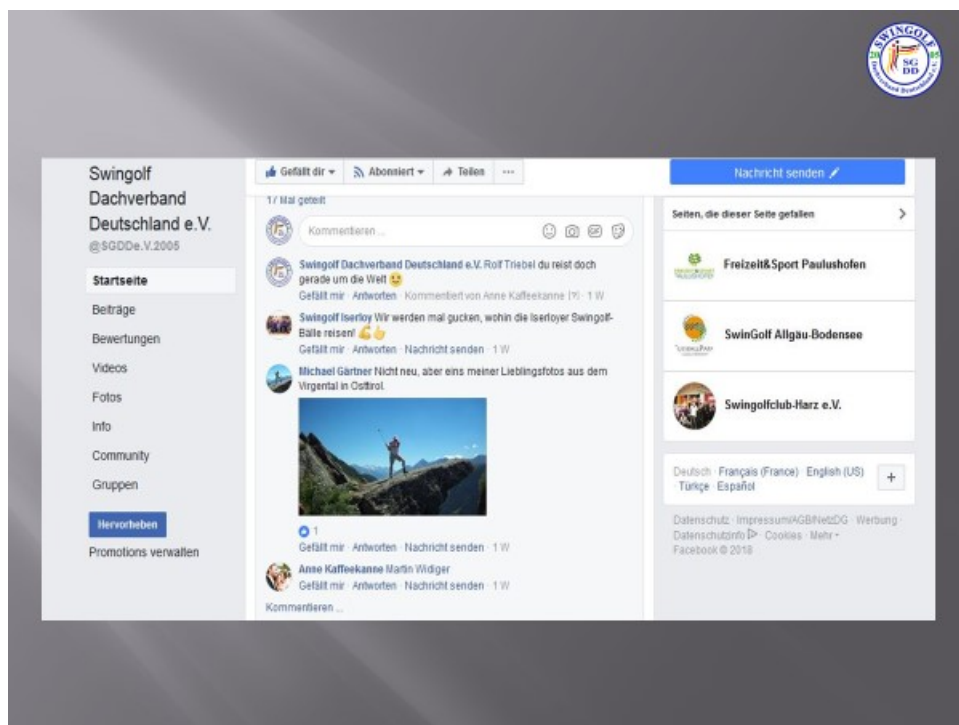 SWINGOLF
2005
SG
DD
Dachverband Deutschland e.V.
Swingolf
Dachverband
Deutschland e.V.
@SGDDe.V.2005
Startseite
Beiträge
Bewertungen
Videos
Fotos
Info
Community
Gruppen
Hervorheben
Promotions verwalten
Gefällt dir Abonniert Teilen ...
17 Mal geteilt
Kommentieren ...
Swingolf Dachverband Deutschland e.V. Rolf Triebel du reist doch
gerade um die Welt
Gefällt mir · Antworten · Kommentiert von Anne Kaffeekanne [?] · 1 W
Swingolf Iserloy Wir werden mal gucken, wohin die Iserloyer Swingolf-
Bälle reisen!
Gefällt mir · Antworten · Nachricht senden · 1 W
Michael Gärtner Nicht neu, aber eins meiner Lieblingsfotos aus dem
Virgental in Osttirol.
1
Gefällt mir · Antworten · Nachricht senden · 1 W
Anne Kaffeekanne Martin Widiger
Gefällt mir · Antworten · Nachricht senden · 1 W
Kommentieren ...
Nachricht senden
Seiten, die dieser Seite gefallen
Freizeit&Sport Paulushofen
SwinGolf Allgäu-Bodensee
Swingolfclub-Harz e.V.
Deutsch · Français (France) · English (US)
· Türkçe · Español
+
Datenschutz · Impressum/AGB/NetzDG · Werbung ·
Datenschutzinfo · Cookies · Mehr
Facebook © 2018